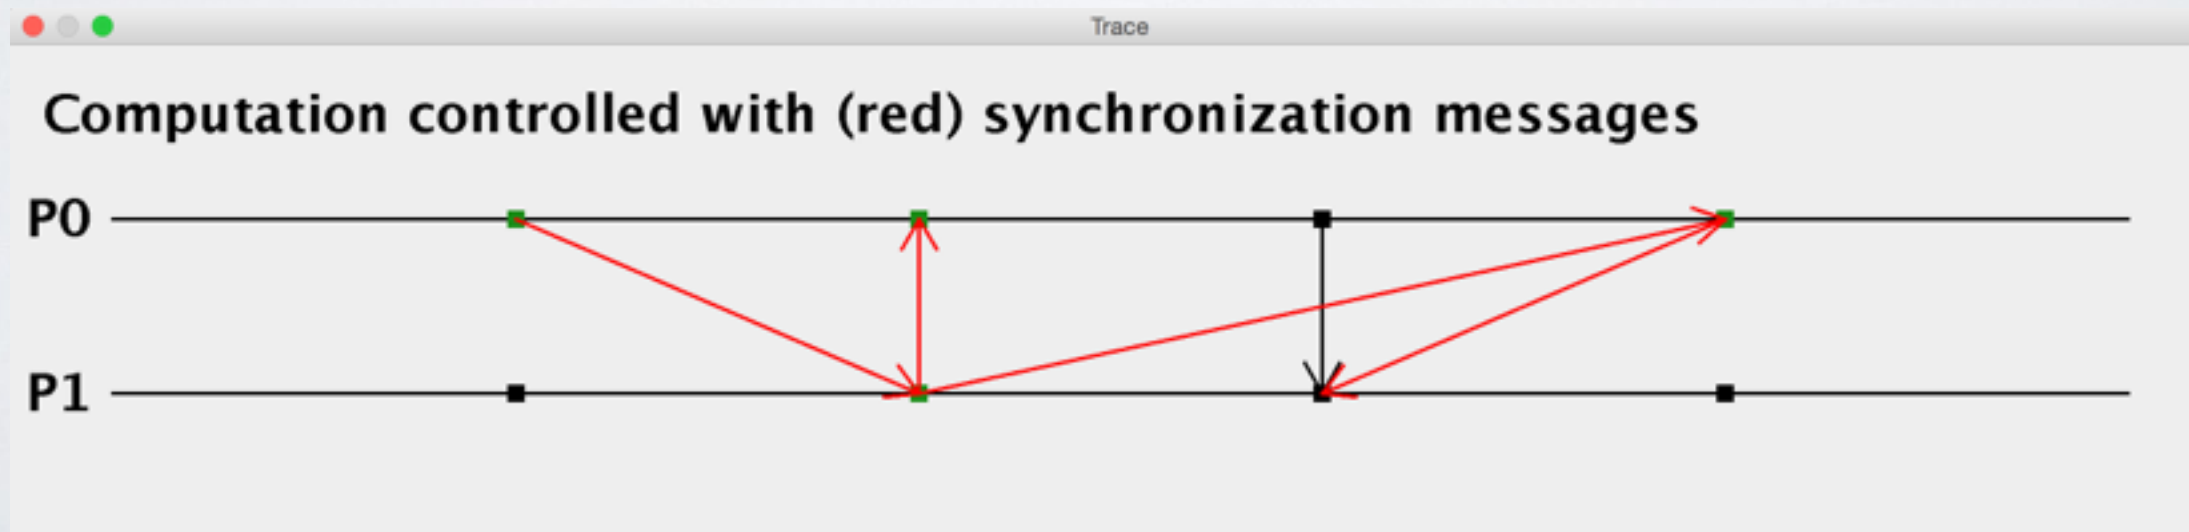 Trace
Computation controlled with (red) synchronization messages
P0
P1